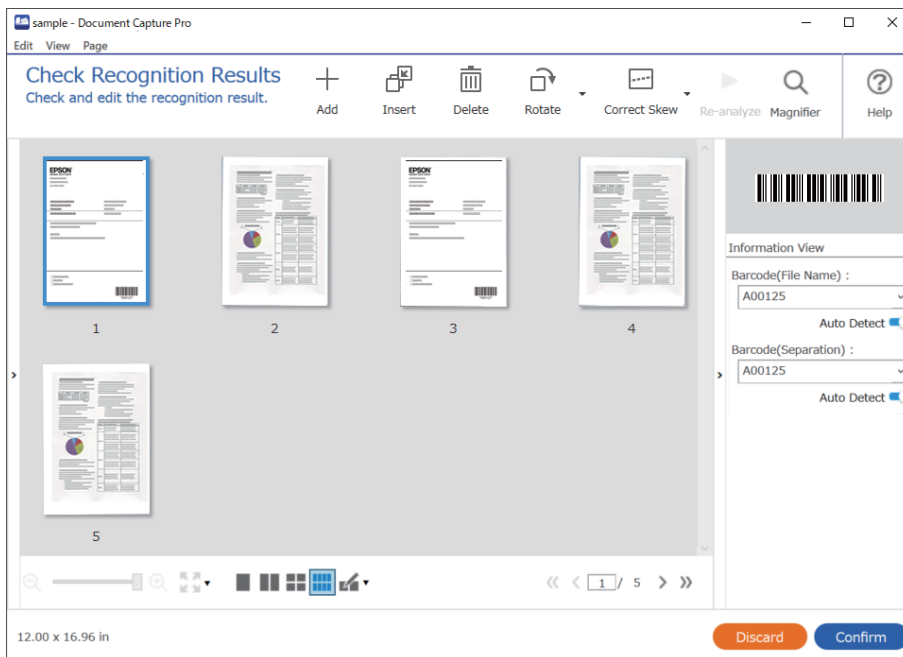 sample - Document Capture Pro
Edit View Page
Check Recognition Results
Check and edit the recognition result.
Add
Insert
Delete
Rotate
Correct Skew
Re-analyze
Magnifier
Help
EPSON
EPSON
1
2
3
4
5
Information View
Barcode(File Name) :
A00125
Auto Detect
Barcode(Separation) :
A00125
Auto Detect
1 / 5
12.00 x 16.96 in
Discard
Confirm